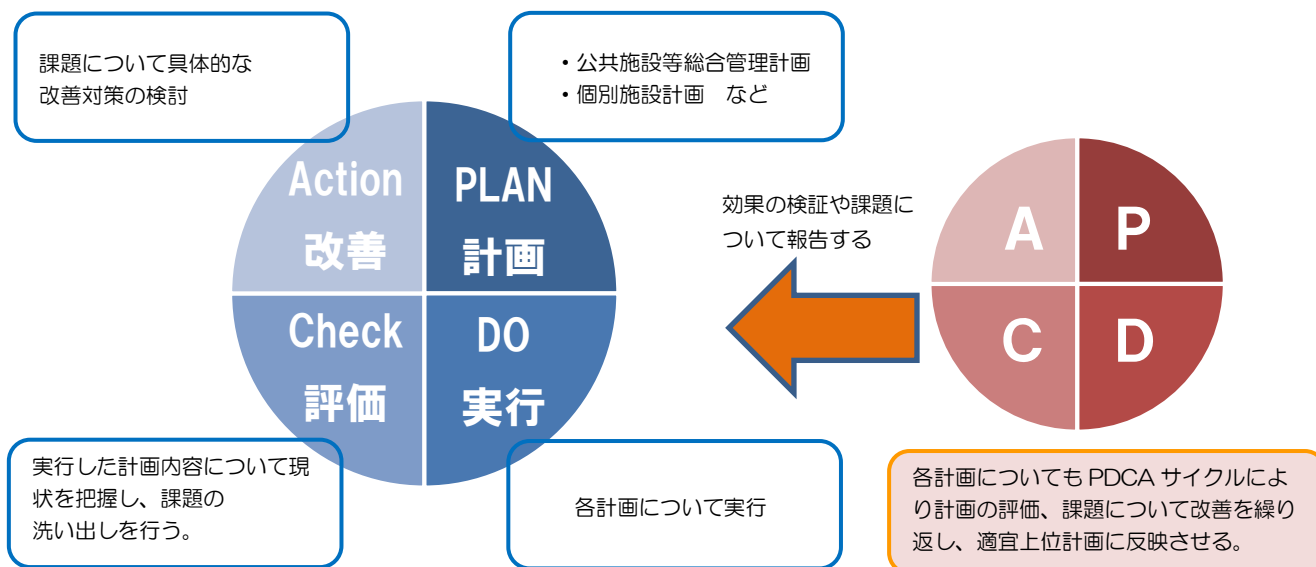 課題について具体的な
改善対策の検討
・公共施設等総合管理計画
・個別施設計画　など
Action
改善
PLAN
計画
Check
評価
DO
実行
実行した計画内容について現
状を把握し、課題の
洗い出しを行う。
各計画について実行
効果の検証や課題に
ついて報告する
A
P
C
D
各計画についても PDCA サイクルによ
り計画の評価、課題について改善を繰り
返し、適宜上位計画に反映させる。